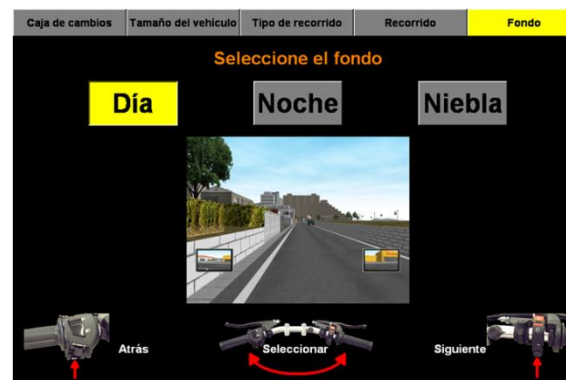 Caja de cambios
Tamaño del vehículo
Tipo de recorrido
Recorrido
Fondo
Seleccione el fondo
Día
Noche
Niebla
Atrás
Seleccionar
Siguiente